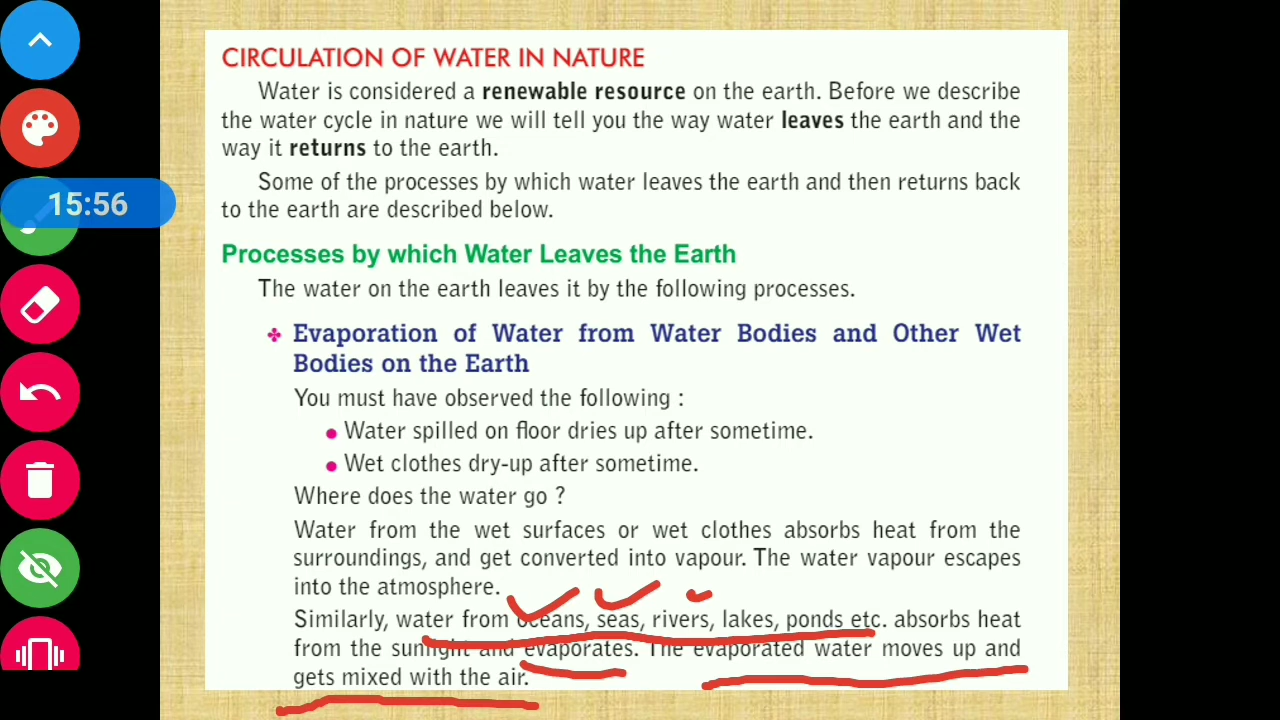 CIRCULATION OF WATER IN NATURE
Water is considered a renewable resource on the earth. Before we describe
the water cycle in nature we will tell you the way water leaves the earth and the
way it returns to the earth.
Some of the processes by which water leaves the earth and then returns back
to the earth are described below.
15:56
Processes by which Water Leaves the Earth
The water on the earth leaves it by the following processes.
Evaporation of Water from Water Bodies and Other Wet
Bodies on the Earth
You must have observed the following :
• Water spilled on floor dries up after sometime.
• Wet clothes dry-up after sometime.
Where does the water go ?
Water from the wet surfaces or wet clothes absorbs heat from the
surroundings, and get converted into vapour. The water vapour escapes
into the atmosphere.
Similarly, water from oceans, seas, rivers, lakes, ponds etc. absorbs heat
from the sunlight and evaporates. The evaporated water moves up and
gets mixed with the air.